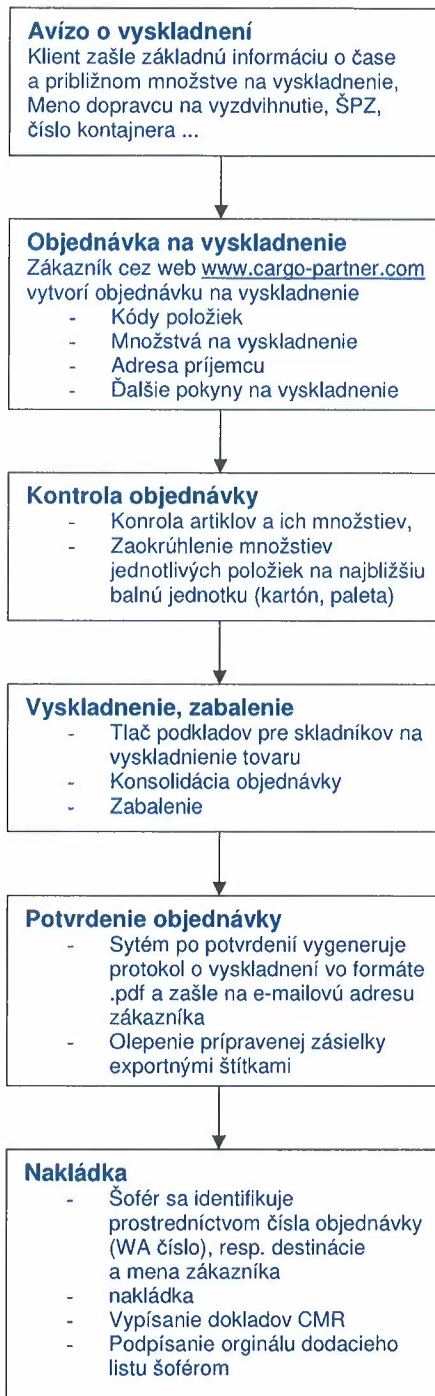 Avízo o vyskladnení
Klient zašle základnú informáciu o čase
a približnom množstve na vyskladnenie,
Meno dopravcu na vyzdvihnutie, ŠPZ,
číslo kontajnera ...
Objednávka na vyskladnenie
Zákazník cez web www.cargo-partner.com
vytvorí objednávku na vyskladnenie
- Kódy položiek
- Množstvá na vyskladnenie
- Adresa príjemcu
- Ďalšie pokyny na vyskladnenie
Kontrola objednávky
- Konrola artiklov a ich množstiev,
- Zaokrúhlenie množstiev
jednotlivých položiek na najbližšiu
balnú jednotku (kartón, paleta)
Vyskladnenie, zabalenie
- Tlač podkladov pre skladníkov na
vyskladnienie tovaru
- Konsolidácia objednávky
- Zabalenie
Potvrdenie objednávky
- Sytém po potvrdenií vygeneruje
protokol o vyskladnení vo formáte
.pdf a zašle na e-mailovú adresu
zákazníka
- Olepenie prípravenej zásielky
exportnými štítkami
Nakládka
- Šofér sa identifikuje
prostredníctvom čísla objednávky
(WA číslo), resp. destinácie
a mena zákazníka
- nakládka
- Vypísanie dokladov CMR
- Podpísanie orginálu dodacieho
listu šoférom